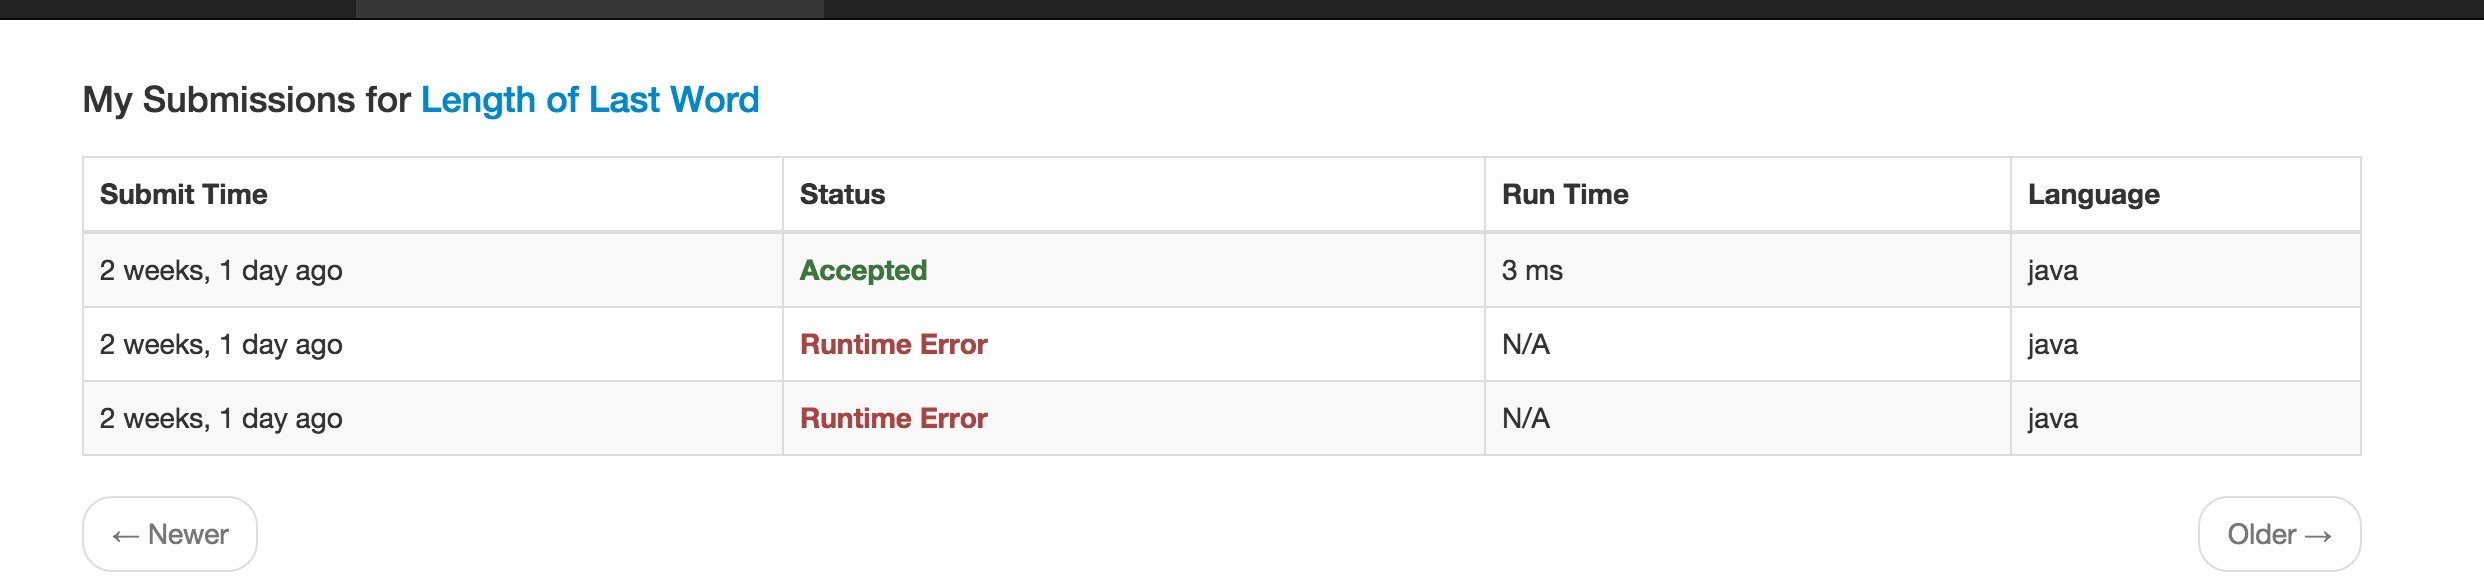 My Submissions for Length of Last Word
Submit Time Status Run Time Language
2 weeks, 1 day ago Accepted 3 ms java
2 weeks, 1 day ago Runtime Error N/A java
2 weeks, 1 day ago Runtime Error N/A java
← Newer Older →